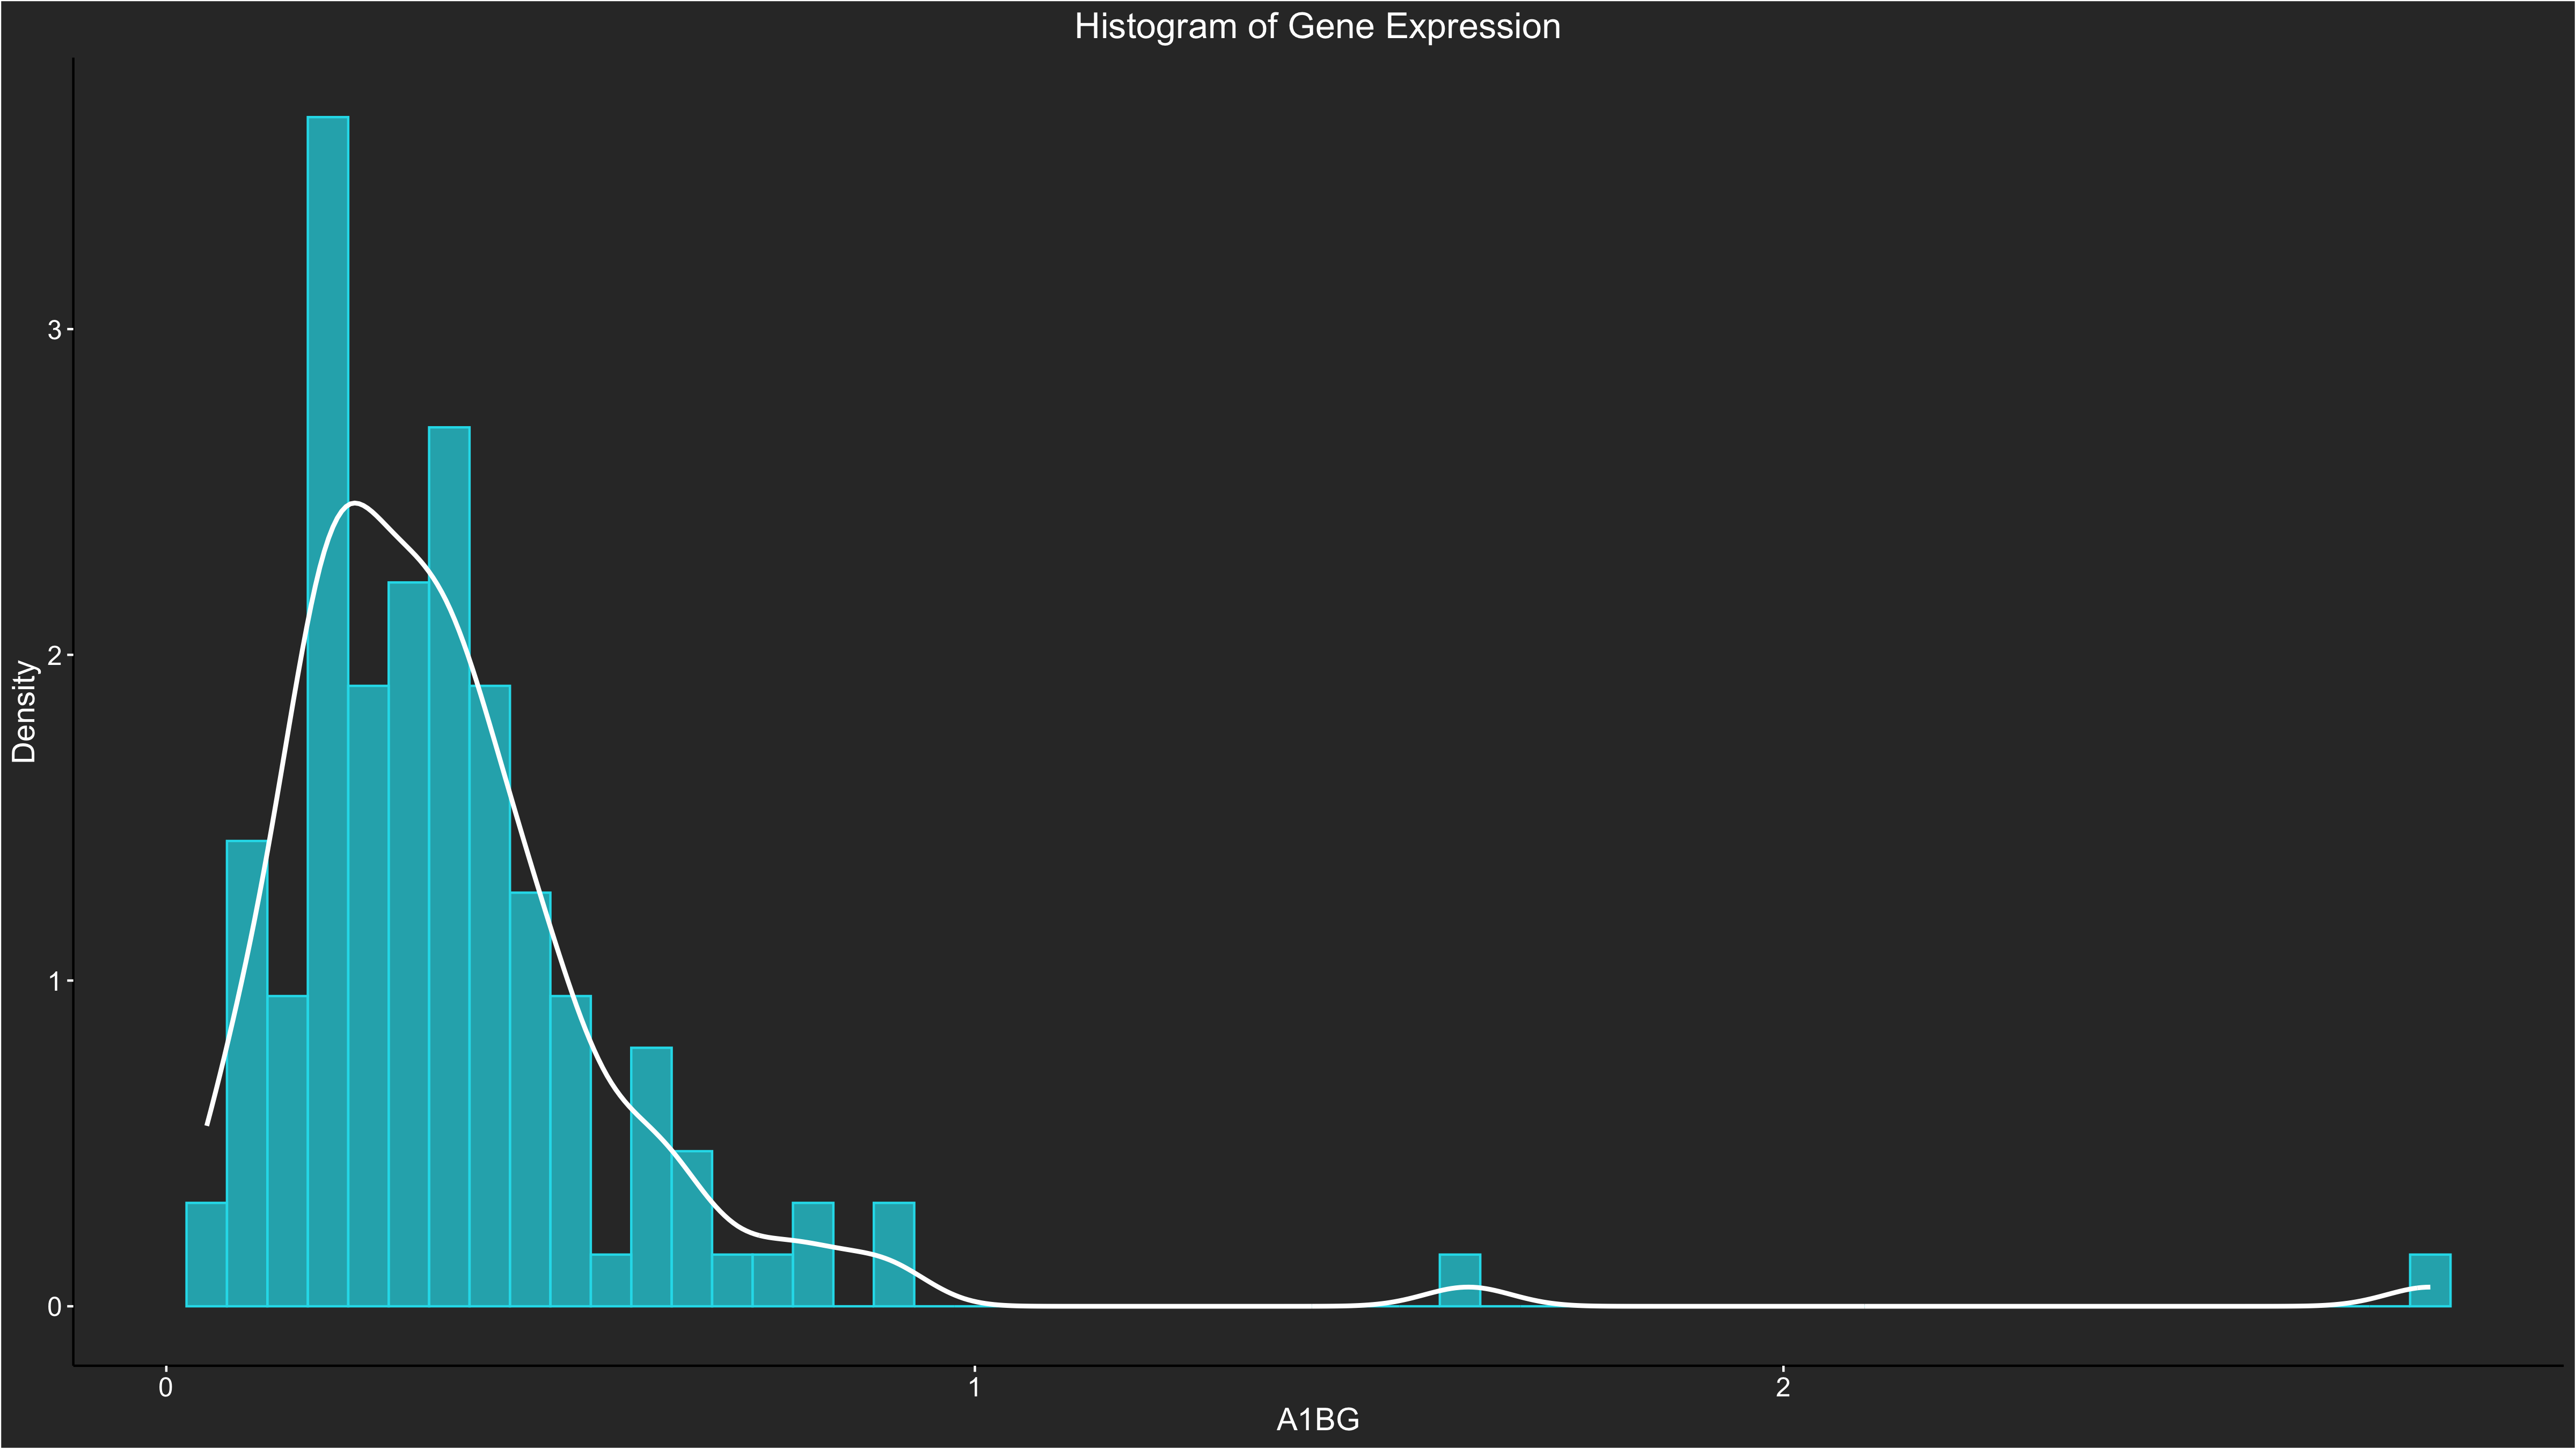 Histogram of Gene Expression
3
2
1
0
Density
0 1 2
A1BG